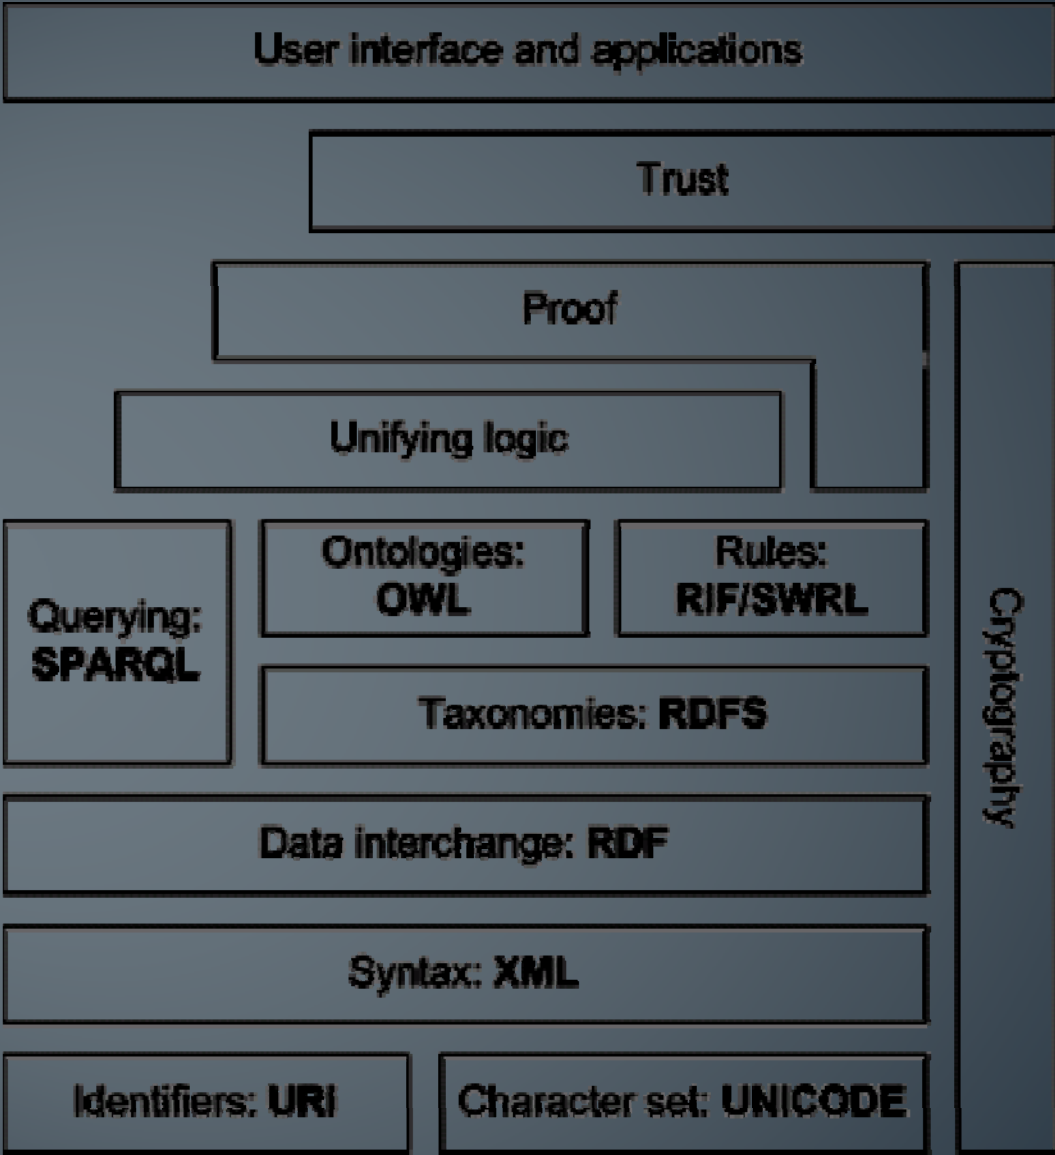 User interface and applications
Trust
Proof
Unifying logic
Querying:
SPARQL
Ontologies:
OWL
Rules:
RIF/SWRL
Taxonomies: RDFS
Cryptography
Data interchange: RDF
Syntax: XML
Identifiers: URI
Character set: UNICODE